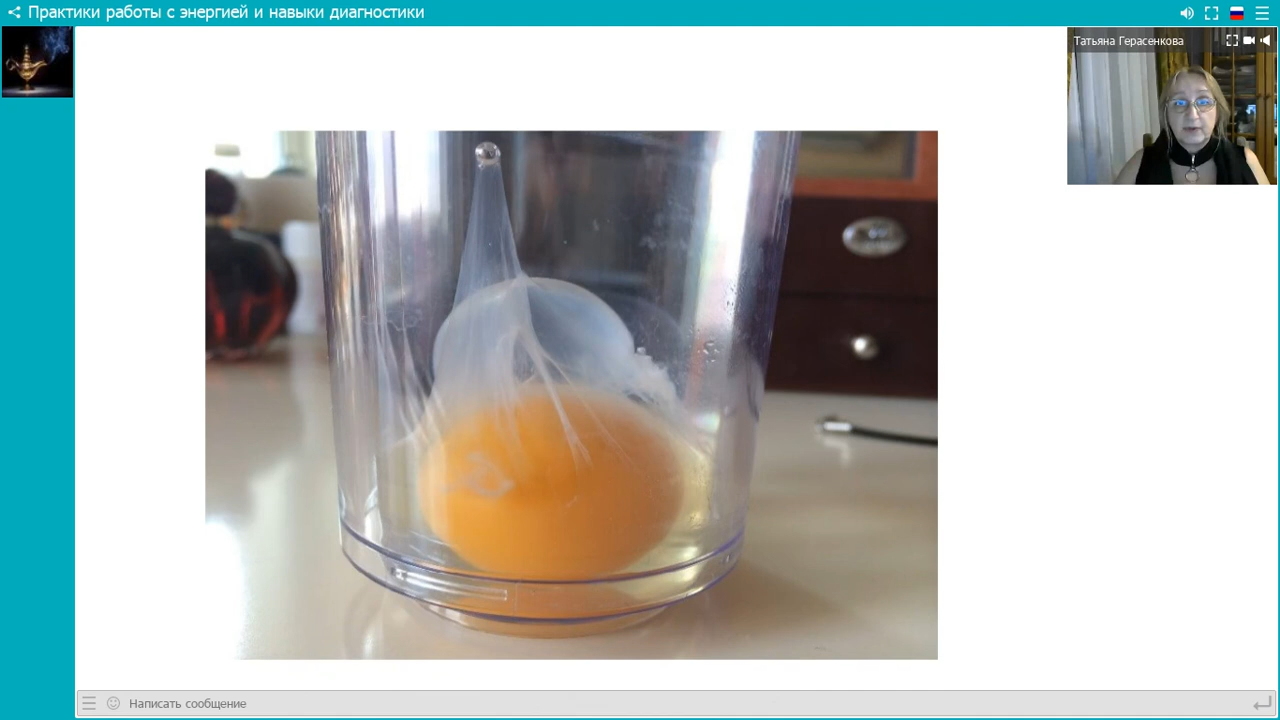 Практики работы с энергией и навыки диагностики
Татьяна Герасенкова
Написать сообщение